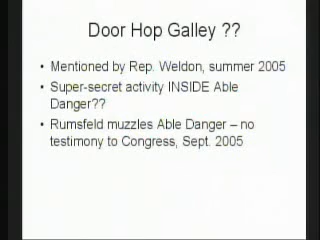 Door Hop Galley ??
• Mentioned by Rep. Weldon, summer 2005
• Super-secret activity INSIDE Able
Danger??
• Rumsfeld muzzles Able Danger – no
testimony to Congress, Sept. 2005